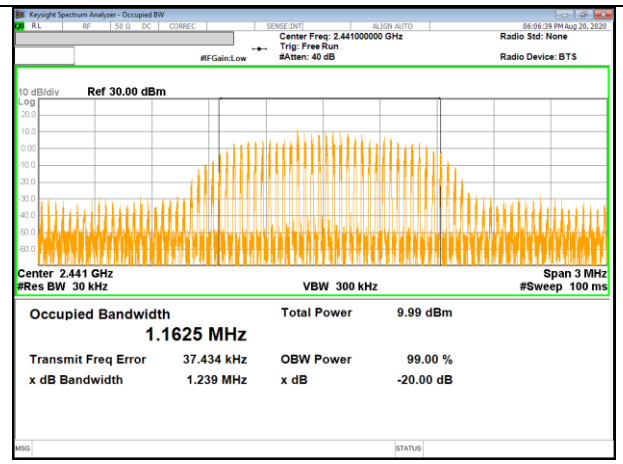 Keysight Spectrum Analyzer - Occupied BW
RL RF 50 Ω DC CORREC SENSE:INT ALIGN AUTO 06:06:39 PM Aug 20, 2020
Center Freq: 2.441000000 GHz Radio Std: None
Trig: Free Run
#IFGain:Low #Atten: 40 dB Radio Device: BTS
10 dB/div Ref 30.00 dBm
Log
20.0
10.0
0.00
-10.0
-20.0
-30.0
-40.0
-50.0
-60.0
Center 2.441 GHz Span 3 MHz
#Res BW 30 kHz VBW 300 kHz #Sweep 100 ms
Occupied Bandwidth Total Power 9.99 dBm
1.1625 MHz
Transmit Freq Error 37.434 kHz OBW Power 99.00 %
x dB Bandwidth 1.239 MHz x dB -20.00 dB
MSG STATUS